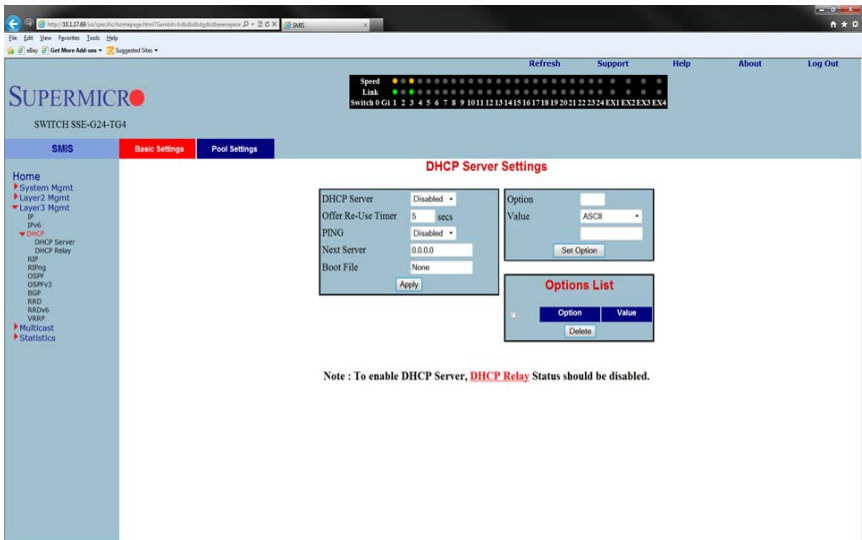 SMIS
File Edit View Favorites Tools Help
eBay Get More Add-ons Suggested Sites
Refresh Support Help About Log Out
SUPERMICRO
SWITCH SSE-G24-TG4
Speed
Link
Switch 0 Gi 1 2 3 4 5 6 7 8 9 10 11 12 13 14 15 16 17 18 19 20 21 22 23 24 EX1 EX2 EX3 EX4
SMIS
Basic Settings Pool Settings
Home
System Mgmt
Layer2 Mgmt
Layer3 Mgmt
IP
IPv6
DHCP
DHCP Server
DHCP Relay
RIP
RIPng
OSPF
OSPFv3
BGP
RRD
RRDv6
VRRP
Multicast
Statistics
DHCP Server Settings
DHCP Server Disabled
Offer Re-Use Timer 5 secs
PING Disabled
Next Server 0.0.0.0
Boot File None
Apply
Option
Value ASCII
Set Option
Options List
Option Value
Delete
Note : To enable DHCP Server, DHCP Relay Status should be disabled.